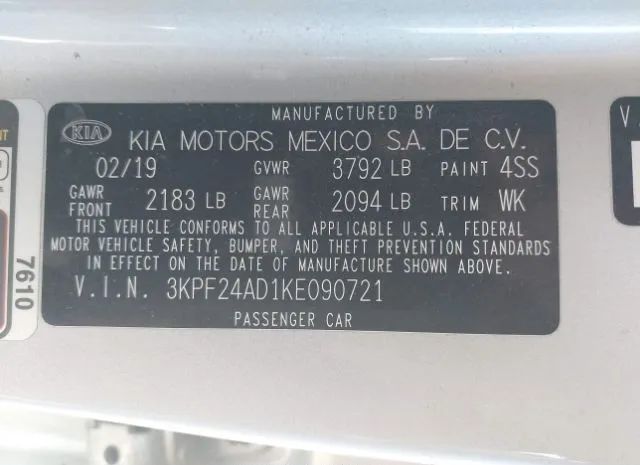 MANUFACTURED BY
KIA KIA MOTORS MEXICO S.A. DE C.V.
02/19 GVWR 3792 LB PAINT 4SS
GAWR FRONT 2183 LB GAWR REAR 2094 LB TRIM WK
THIS VEHICLE CONFORMS TO ALL APPLICABLE U.S.A. FEDERAL
MOTOR VEHICLE SAFETY, BUMPER, AND THEFT PREVENTION STANDARDS
IN EFFECT ON THE DATE OF MANUFACTURE SHOWN ABOVE.
V.I.N. 3KPF24AD1KE090721
PASSENGER CAR
7610